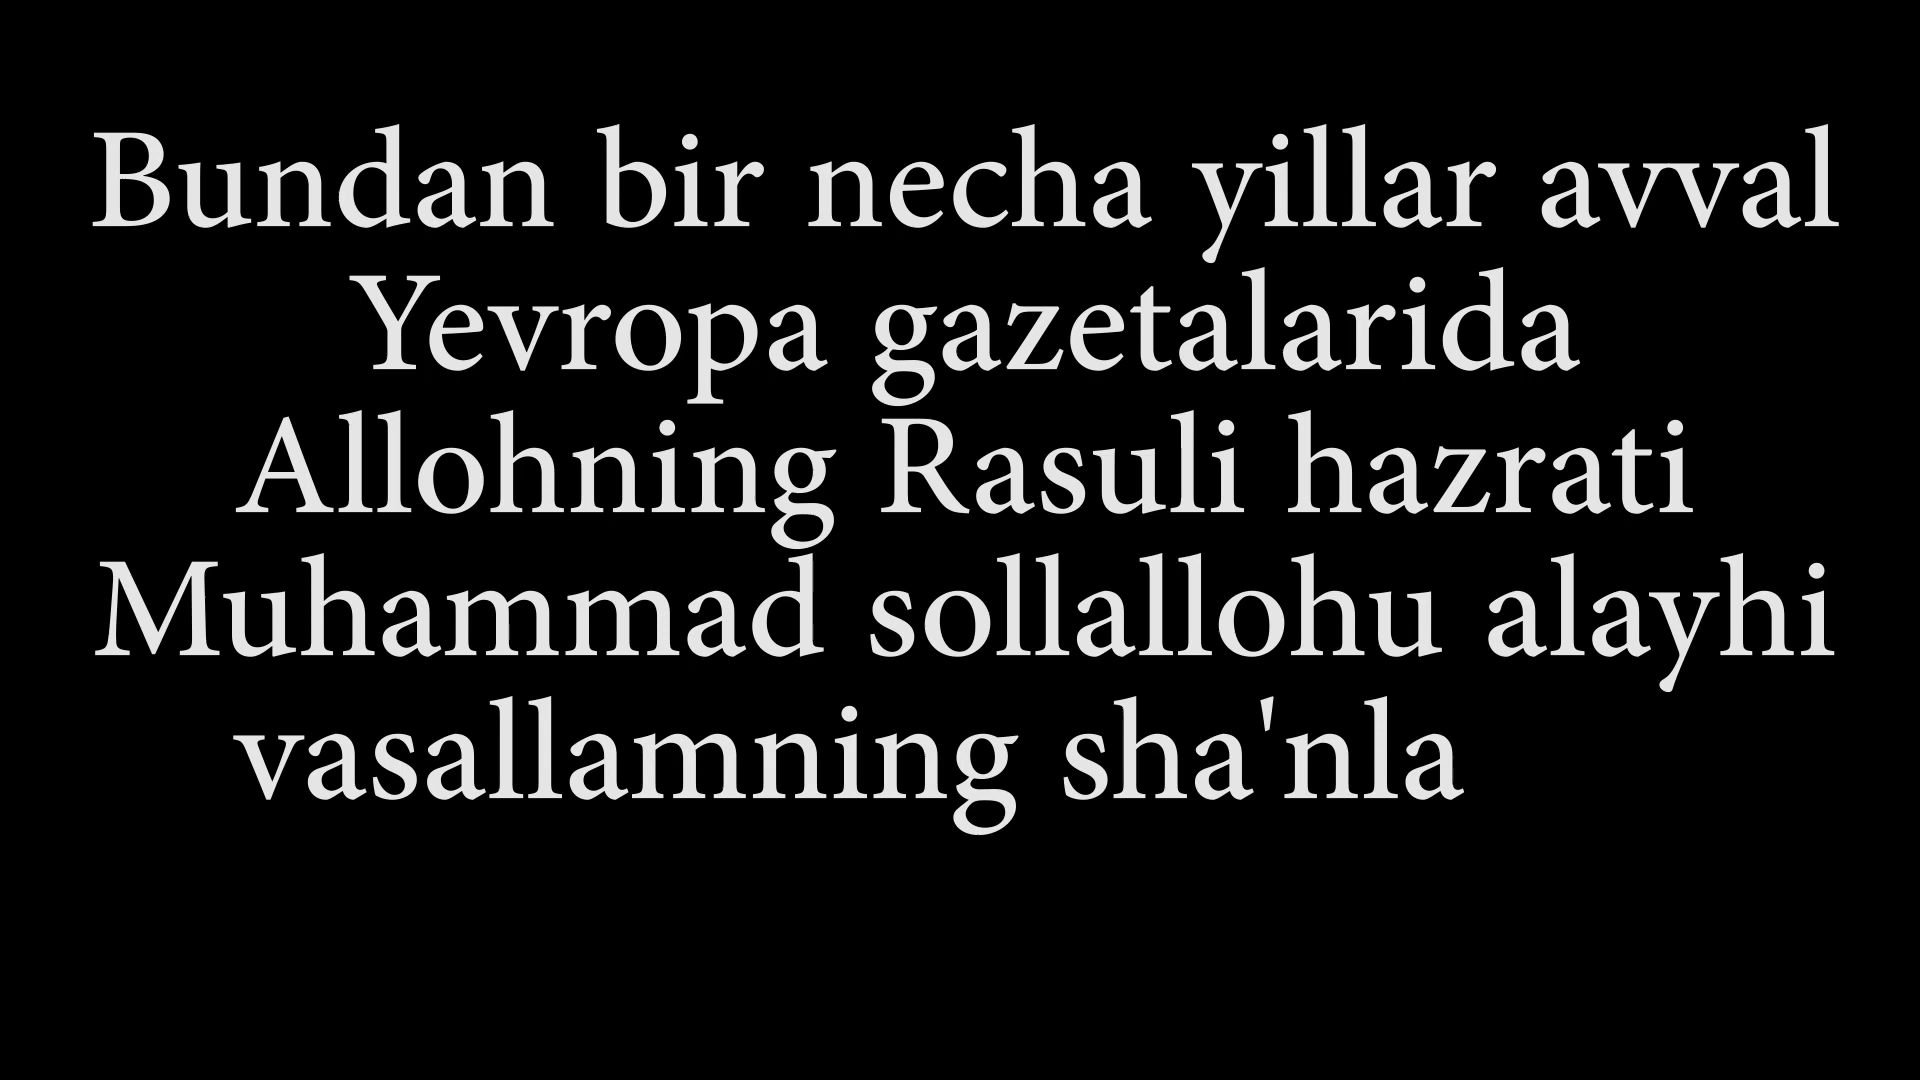 Bundan bir necha yillar avval
Yevropa gazetalarida
Allohning Rasuli hazrati
Muhammad sollallohu alayhi
vasallamning sha'nla